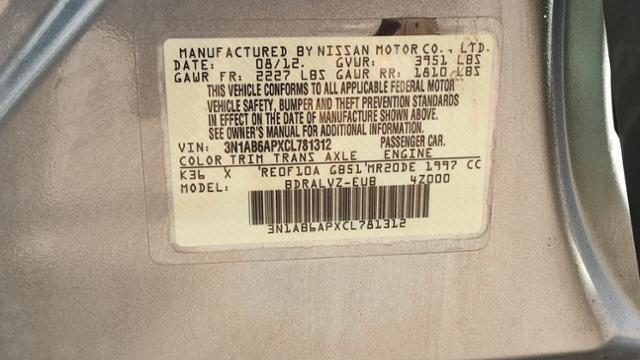 MANUFACTURED BY NISSAN MOTOR CO., LTD.
DATE: 08/12. GVWR: 3951 LBS
GAWR FR: 2227 LBS GAWR RR: 1810 LBS
THIS VEHICLE CONFORMS TO ALL APPLICABLE FEDERAL MOTOR
VEHICLE SAFETY, BUMPER AND THEFT PREVENTION STANDARDS
IN EFFECT ON THE DATE OF MANUFACTURE SHOWN ABOVE.
SEE OWNER'S MANUAL FOR ADDITIONAL INFORMATION.
VIN: 3N1AB6APXCL781312 PASSENGER CAR.
COLOR TRIM TRANS AXLE ENGINE
K36 X RE0F10A GB51 MR20DE 1997 CC
MODEL: BDRALVZ-EUB 4Z000
3N1AB6APXCL781312